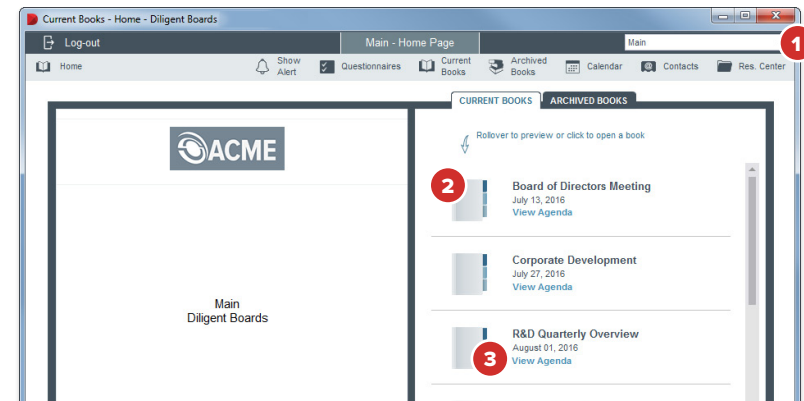 Current Books - Home - Diligent Boards
Log-out
Main - Home Page
Main
1
Home
Show
Alert
Questionnaires
Current
Books
Archived
Books
Calendar
Contacts
Res. Center
CURRENT BOOKS
ARCHIVED BOOKS
ACME
Main
Diligent Boards
Rollover to preview or click to open a book
2
Board of Directors Meeting
July 13, 2016
View Agenda
Corporate Development
July 27, 2016
View Agenda
R&D Quarterly Overview
August 01, 2016
3
View Agenda